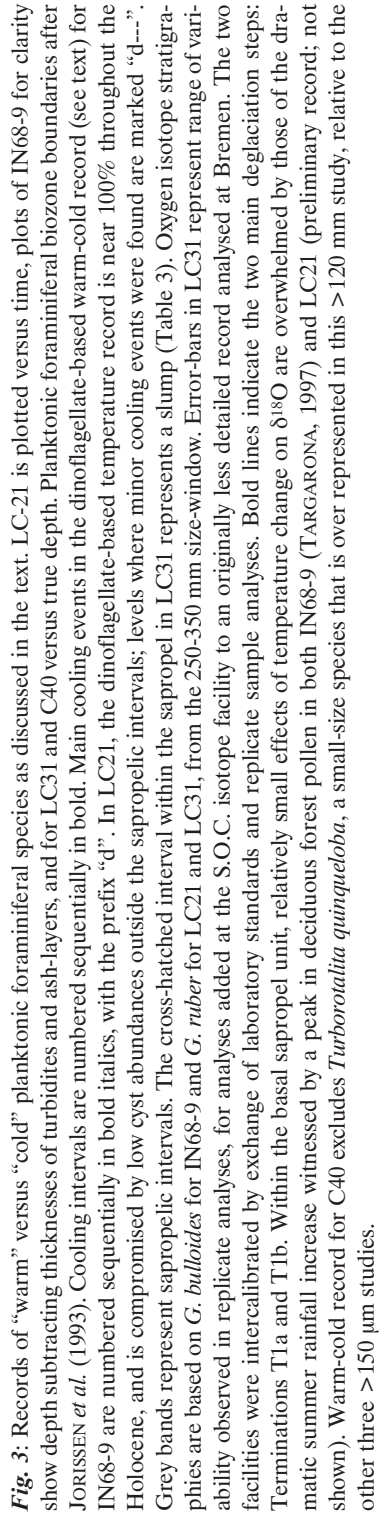 Fig. 3: Records of “warm” versus “cold” planktonic foraminiferal species as discussed in the text. LC-21 is plotted versus time, plots of IN68-9 for clarity
show depth subtracting thicknesses of turbidites and ash-layers, and for LC31 and C40 versus true depth. Planktonic foraminiferal biozone boundaries after
JORISSEN et al. (1993). Cooling intervals are numbered sequentially in bold. Main cooling events in the dinoflagellate-based warm-cold record (see text) for
IN68-9 are numbered sequentially in bold italics, with the prefix “d”. In LC21, the dinoflagellate-based temperature record is near 100% throughout the
Holocene, and is compromised by low cyst abundances outside the sapropelic intervals; levels where minor cooling events were found are marked “d---”.
Grey bands represent sapropelic intervals. The cross-hatched interval within the sapropel in LC31 represents a slump (Table 3). Oxygen isotope stratigra-
phies are based on G. bulloides for IN68-9 and G. ruber for LC21 and LC31, from the 250-350 mm size-window. Error-bars in LC31 represent range of vari-
ability observed in replicate analyses, for analyses added at the S.O.C. isotope facility to an originally less detailed record analysed at Bremen. The two
facilities were intercalibrated by exchange of laboratory standards and replicate sample analyses. Bold lines indicate the two main deglaciation steps:
Terminations T1a and T1b. Within the basal sapropel unit, relatively small effects of temperature change on δ18O are overwhelmed by those of the dra-
matic summer rainfall increase witnessed by a peak in deciduous forest pollen in both IN68-9 (TARGARONA, 1997) and LC21 (preliminary record; not
shown). Warm-cold record for C40 excludes Turborotalita quinqueloba, a small-size species that is over represented in this >120 mm study, relative to the
other three >150 μm studies.